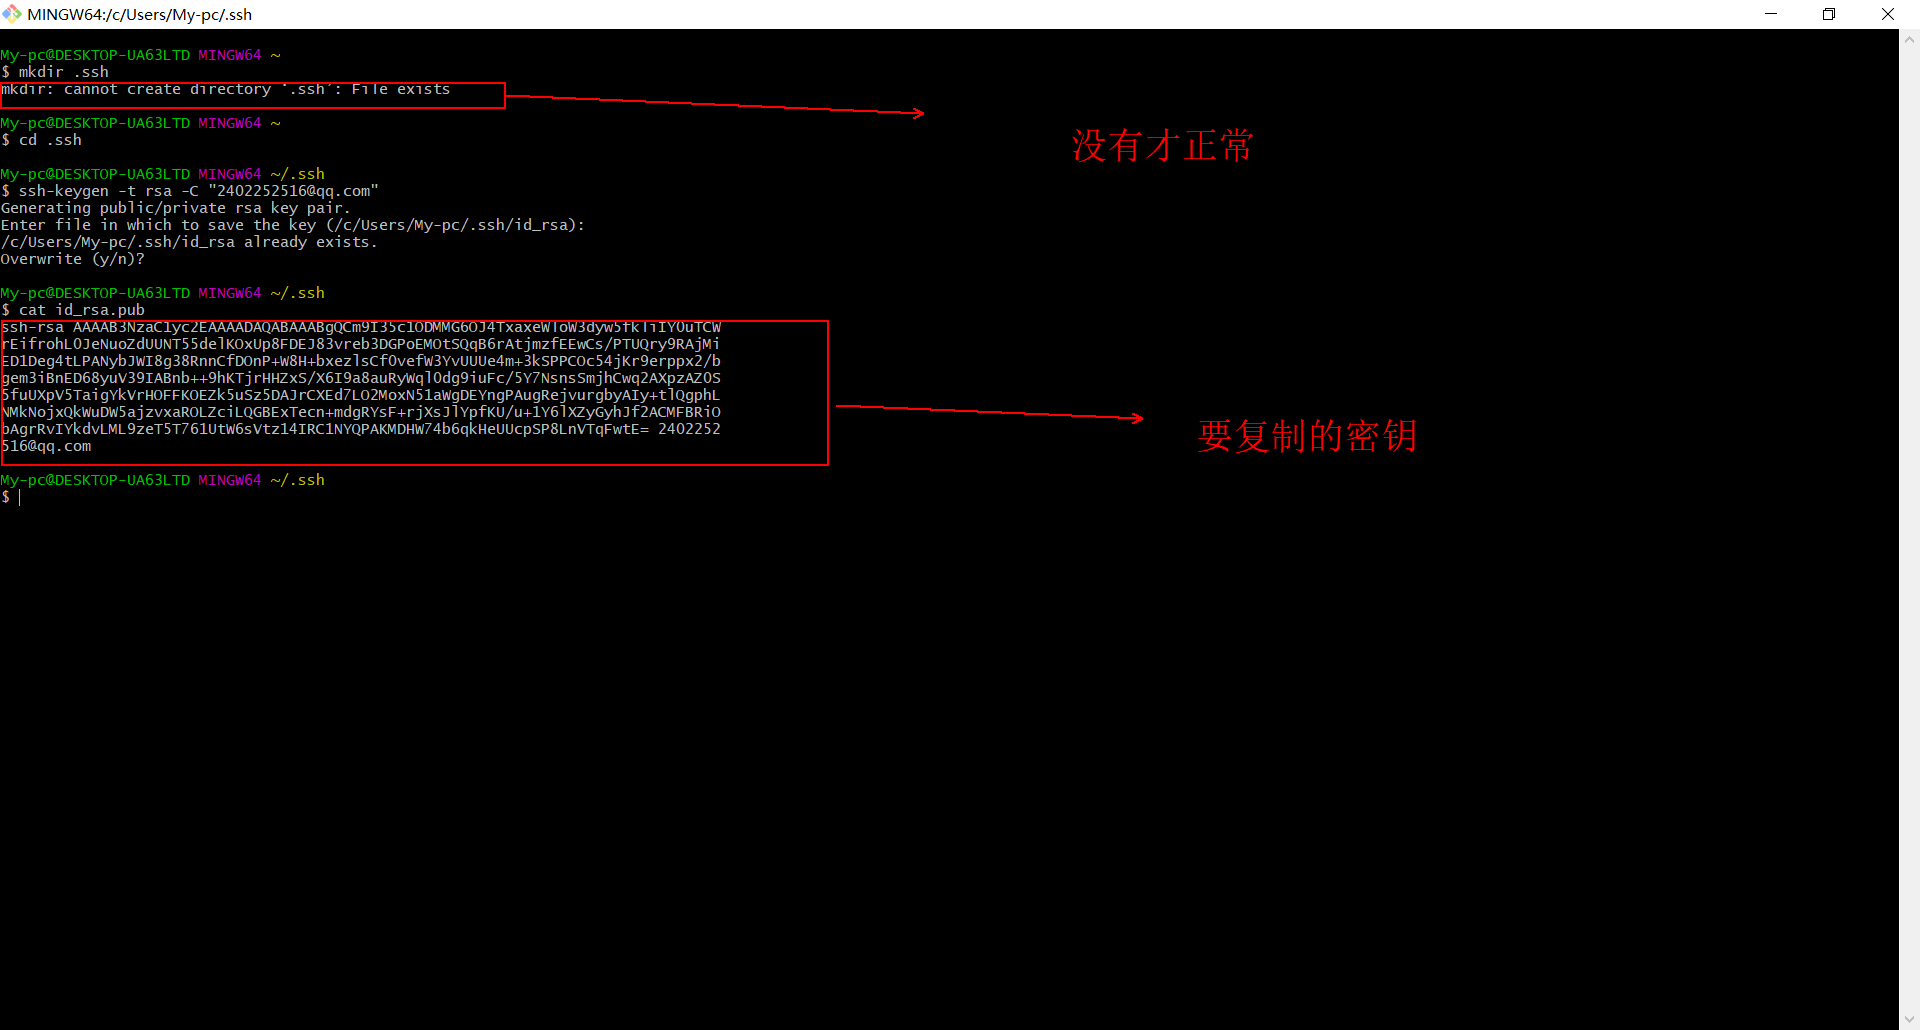 MINGW64:/c/Users/My-pc/.ssh
My-pc@DESKTOP-UA63LTD MINGW64 ~
$ mkdir .ssh
mkdir: cannot create directory '.ssh': File exists
没有才正常
My-pc@DESKTOP-UA63LTD MINGW64 ~
$ cd .ssh
My-pc@DESKTOP-UA63LTD MINGW64 ~/.ssh
$ ssh-keygen -t rsa -C "2402252516@qq.com"
Generating public/private rsa key pair.
Enter file in which to save the key (/c/Users/My-pc/.ssh/id_rsa):
/c/Users/My-pc/.ssh/id_rsa already exists.
Overwrite (y/n)?
My-pc@DESKTOP-UA63LTD MINGW64 ~/.ssh
$ cat id_rsa.pub
ssh-rsa AAAAB3NzaC1yc2EAAAADAQABAAABgQCm9I35c1ODMMG6OJ4TxaxeWToW3dyw5fkTiIYOuTCW
rEifrohLOJeNuoZdUUNT55delKOxUp8FDEJ83vreb3DGPoEMOtSQqB6rAtjmzfEEwCs/PTUQry9RAjMi
ED1Deg4tLPANybJWI8g38RnnCfDOnP+W8H+bxezlsCfOvefW3YvUUUe4m+3kSPPCOc54jKr9erppx2/b
gem3iBnED68yuV39IABnb++9hKTjrHHZxS/X6I9a8auRyWqlOdg9iuFc/5Y7NsnsSmjhCwq2AXpzAZOS
5fuUXpV5TaigYkVrHOFFKOEZk5uSz5DAJrCXEd7LO2MoxN51aWgDEYngPAugRejvurgbyAIy+tlQgphL
NMkNojxQkWuDW5ajzvxaROLZciLQGBExTecn+mdgRYsF+rjXsJlYpfKU/u+1Y6lXZyGyhJf2ACMFBRiO
bAgrRvIYkdvLML9zeT5T761UtW6sVtz14IRC1NYQPAKMDHW74b6qkHeUUcpSP8LnVTqFwtE= 2402252
516@qq.com
要复制的密钥
My-pc@DESKTOP-UA63LTD MINGW64 ~/.ssh
$